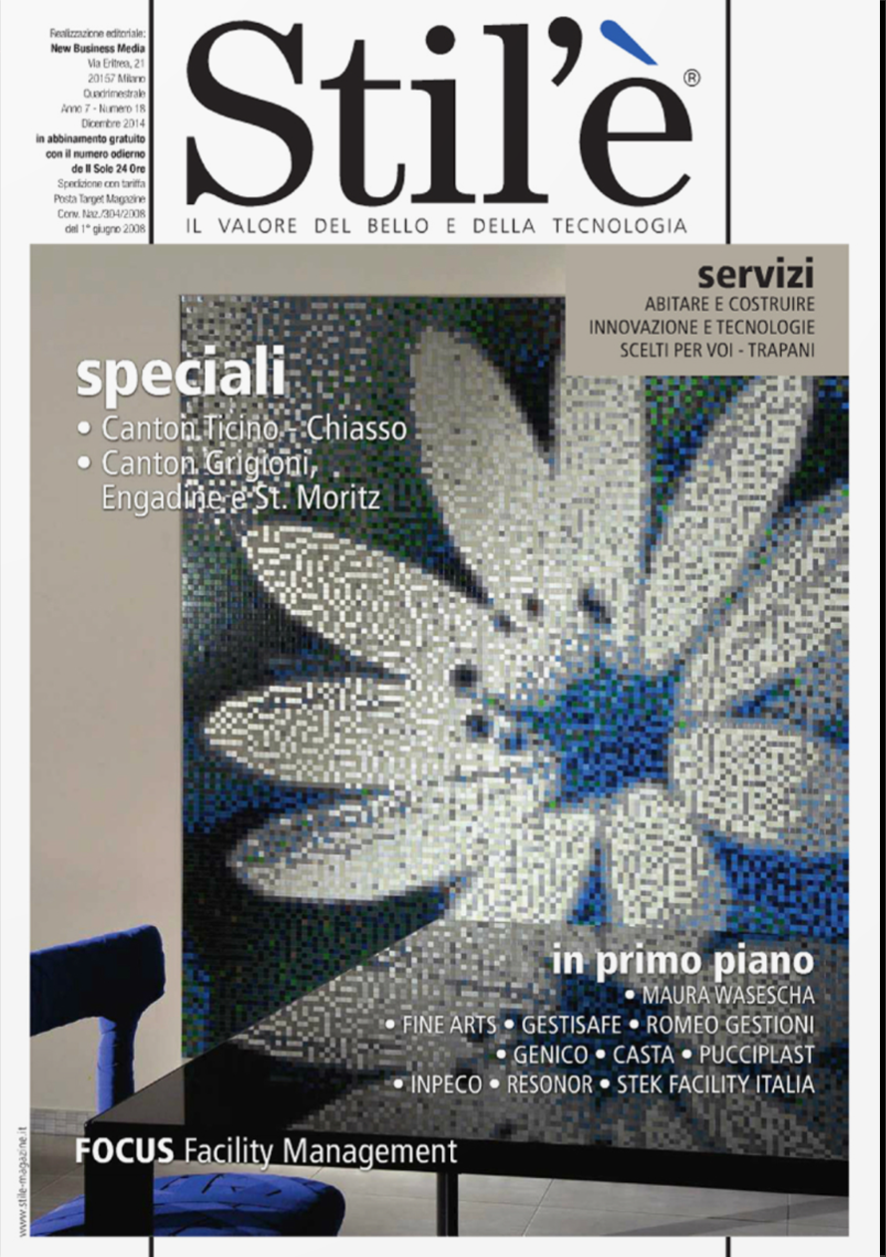 Realizzazione editoriale:
New Business Media
Via Eritrea, 21
20157 Milano
Quadrimestrale
Anno 7 - Numero 18
Dicembre 2014
in abbinamento gratuito
con il numero odierno
de Il Sole 24 Ore
Spedizione con tariffa
Posta Target Magazine
Conv. Naz./304/2008
del 1° giugno 2008
Stil'è®
IL VALORE DEL BELLO E DELLA TECNOLOGIA
servizi
ABITARE E COSTRUIRE
INNOVAZIONE E TECNOLOGIE
SCELTI PER VOI - TRAPANI
speciali
• Canton Ticino - Chiasso
• Canton Grigioni,
Engadine e St. Moritz
in primo piano
• MAURA WASESCHA
• FINE ARTS • GESTISAFE • ROMEO GESTIONI
• GENICO • CASTA • PUCCIPLAST
• INPECO • RESONOR • STEK FACILITY ITALIA
FOCUS Facility Management
www.stile-magazine.it